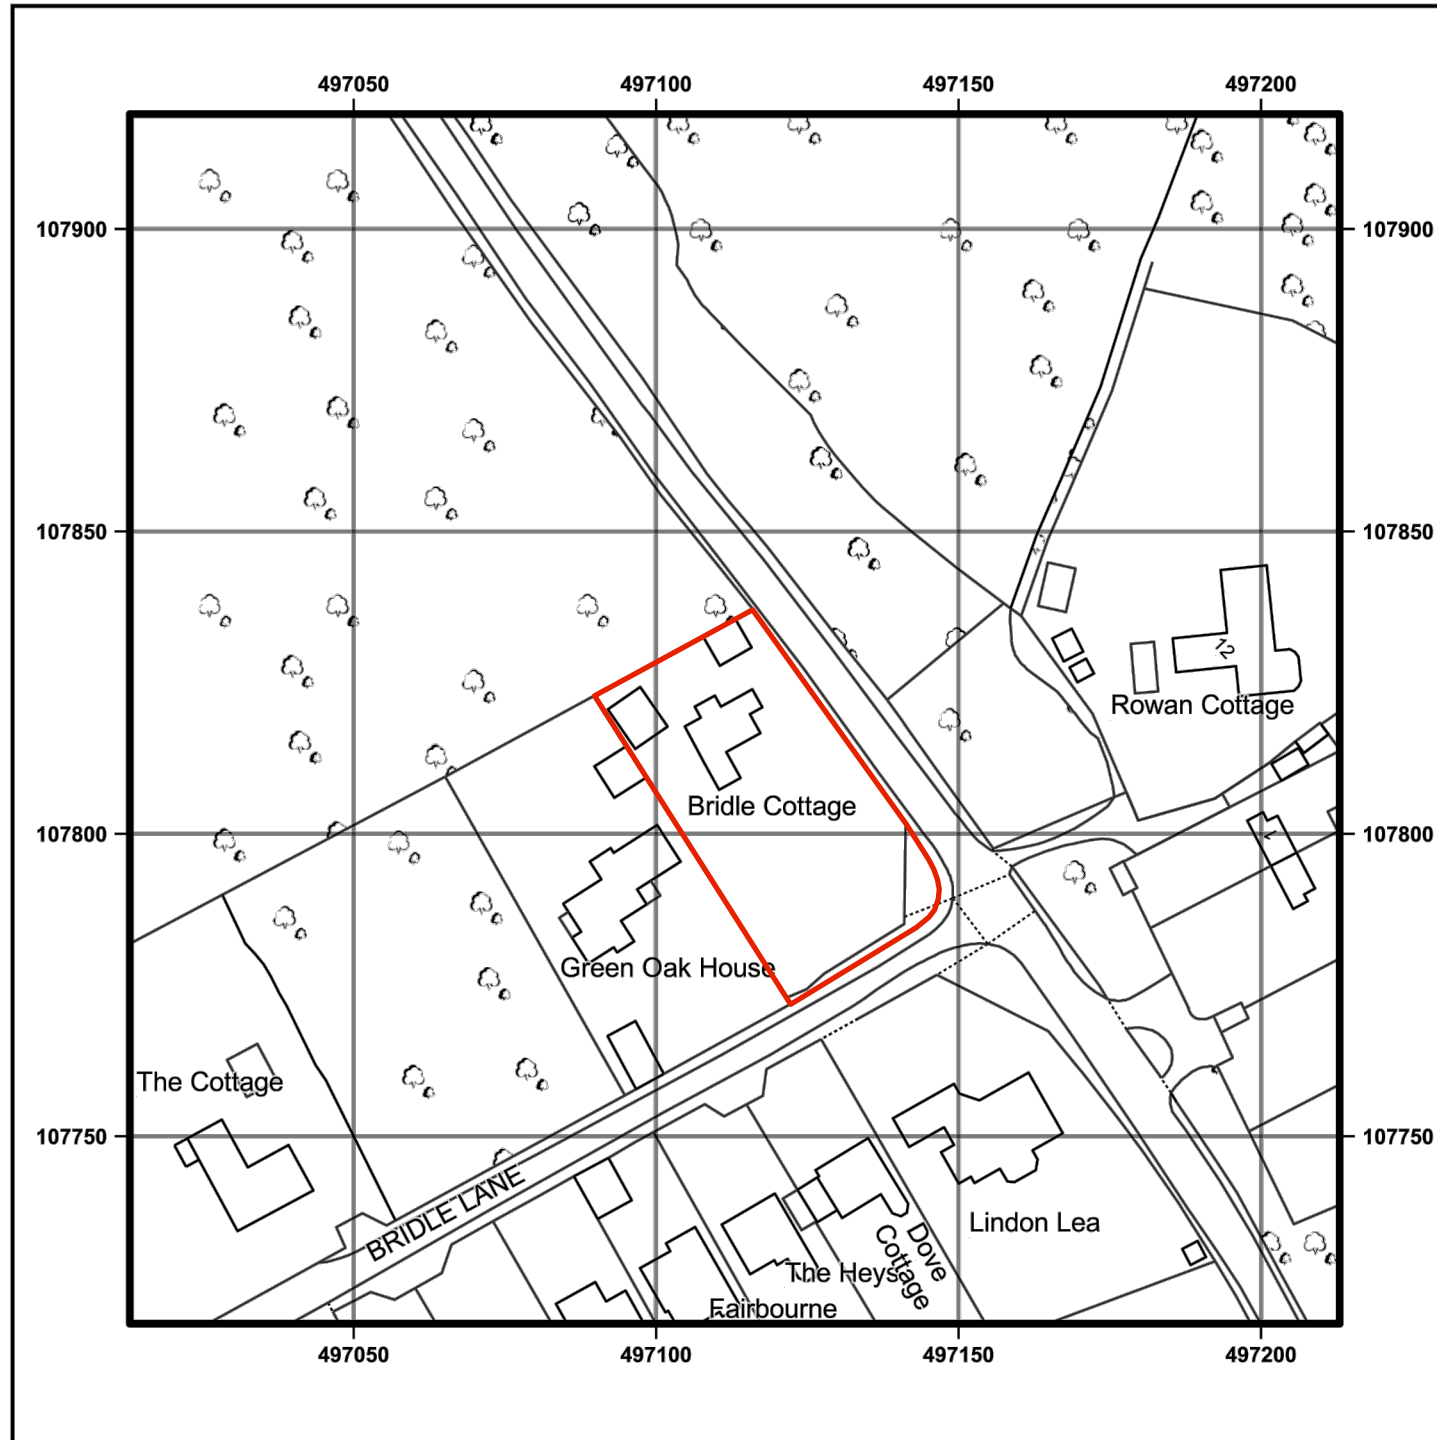 497050 497100 497150 497200
107900 107900
107850 107850
12
Rowan Cottage
Bridle Cottage
107800 107800
1
Green Oak House
The Cottage
107750 107750
BRIDLE LANE
Lindon Lea
Dove
Cottage
The Heys
Fairbourne
497050 497100 497150 497200